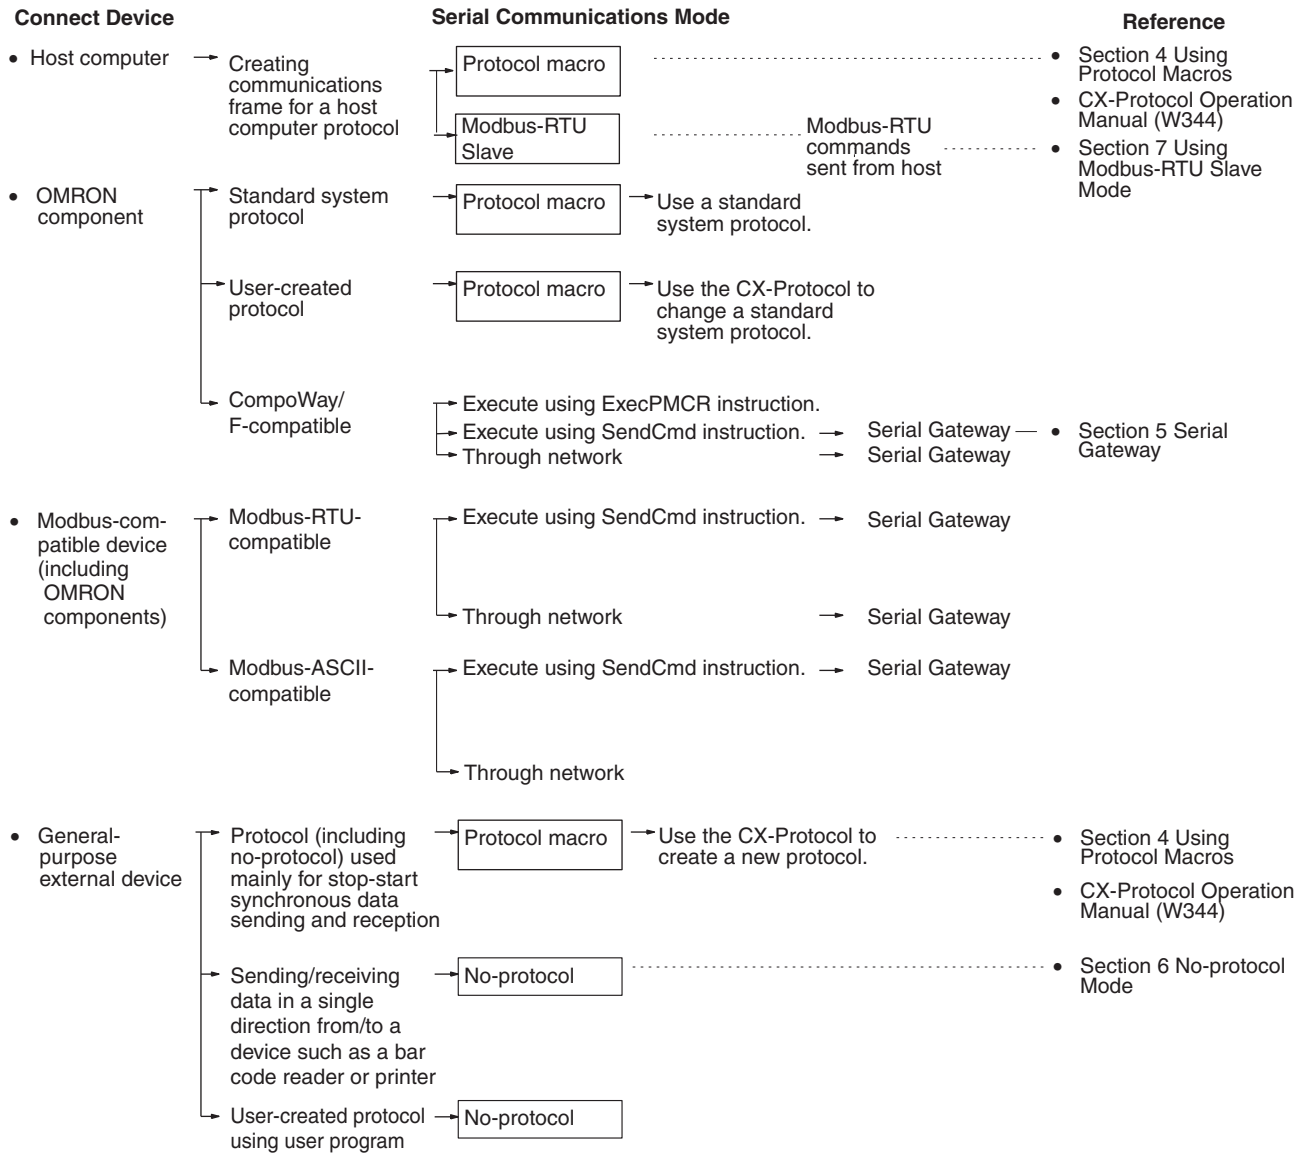 Connect Device
Serial Communications Mode
Reference
• Host computer
Creating
communications
frame for a host
computer protocol
Protocol macro
• Section 4 Using
Protocol Macros
• CX-Protocol Operation
Manual (W344)
Modbus-RTU
Slave
Modbus-RTU
commands
sent from host
• Section 7 Using
Modbus-RTU Slave
Mode
• OMRON
component
Standard system
protocol
Protocol macro
Use a standard
system protocol.
User-created
protocol
Protocol macro
Use the CX-Protocol to
change a standard
system protocol.
CompoWay/
F-compatible
Execute using ExecPMCR instruction.
Execute using SendCmd instruction.
Serial Gateway
• Section 5 Serial
Gateway
Through network
Serial Gateway
• Modbus-com-
patible device
(including
OMRON
components)
Modbus-RTU-
compatible
Execute using SendCmd instruction.
Serial Gateway
Through network
Serial Gateway
Modbus-ASCII-
compatible
Execute using SendCmd instruction.
Serial Gateway
Through network
• General-
purpose
external device
Protocol (including
no-protocol) used
mainly for stop-start
synchronous data
sending and reception
Protocol macro
Use the CX-Protocol to
create a new protocol.
• Section 4 Using
Protocol Macros
• CX-Protocol Operation
Manual (W344)
Sending/receiving
data in a single
direction from/to a
device such as a bar
code reader or printer
No-protocol
• Section 6 No-protocol
Mode
User-created protocol
using user program
No-protocol